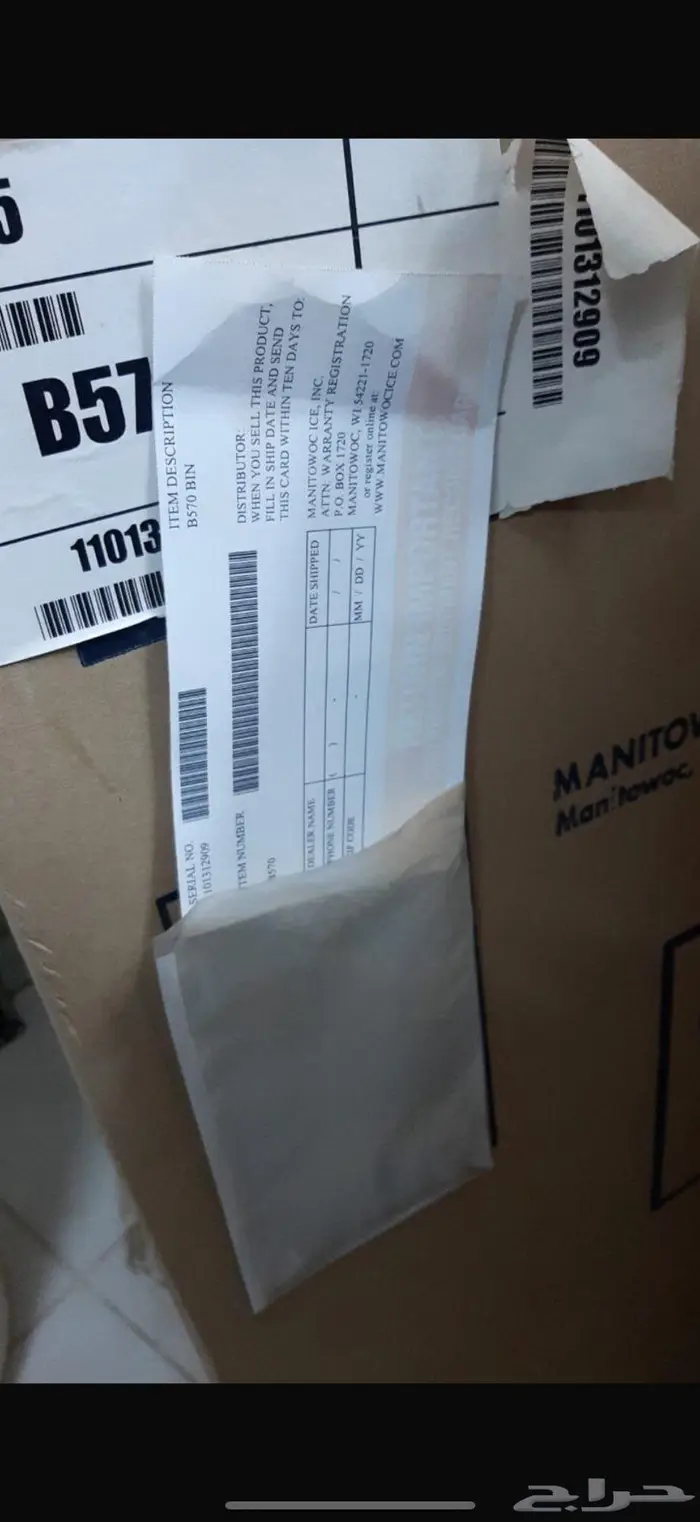 5
B57
11013
1101312909
ITEM DESCRIPTION
B570 BIN
SERIAL NO.
101312909
ITEM NUMBER
B570
DISTRIBUTOR:
WHEN YOU SELL THIS PRODUCT,
FILL IN SHIP DATE AND SEND
THIS CARD WITHIN TEN DAYS TO:
MANITOWOC ICE, INC.
ATTN: WARRANTY REGISTRATION
P.O. BOX 1720
MANITOWOC, WI 54221-1720
or register online at:
WWW.MANITOWOCICE.COM
DEALER NAME
DATE SHIPPED
PHONE NUMBER ( ) - / /
ZIP CODE - MM / DD / YY
MANITOW
Manitowoc,
حراج